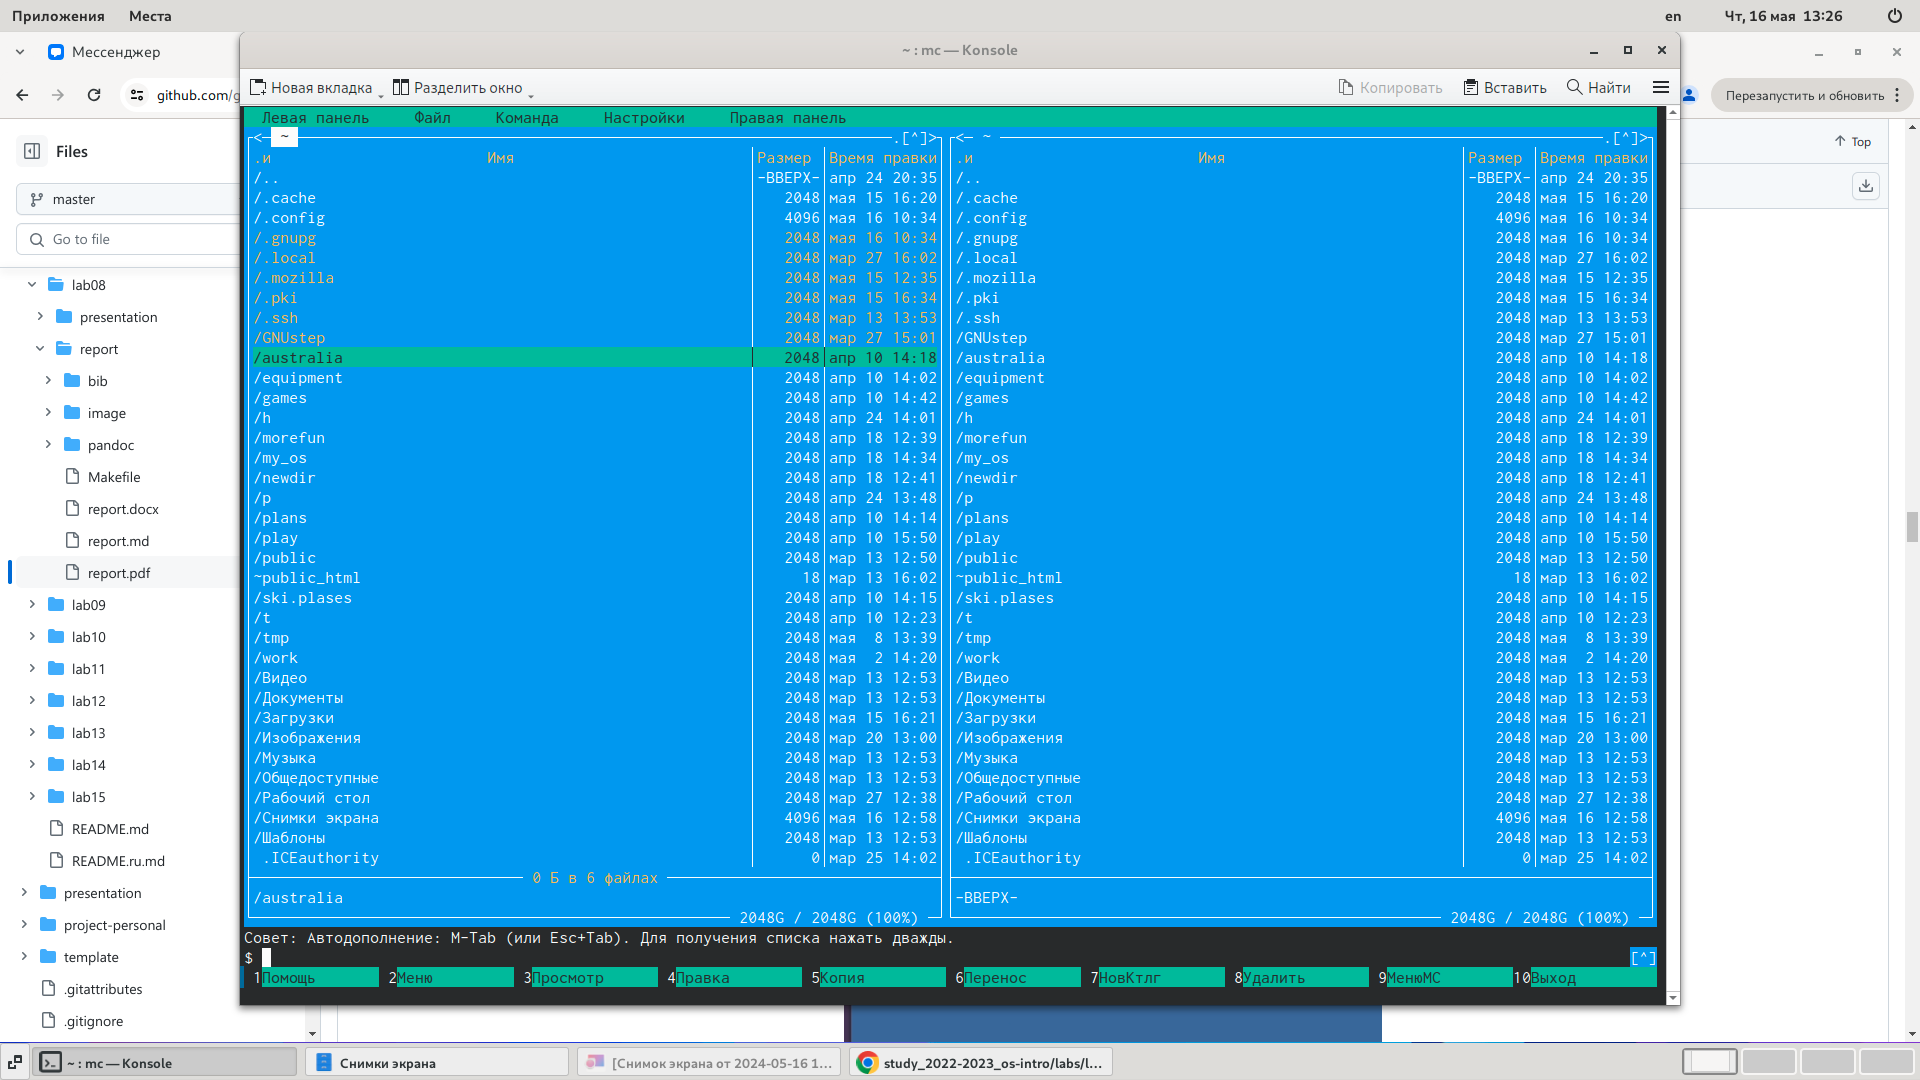 Приложения Места en Чт, 16 мая 13:26
Мессенджер
~ : mc — Konsole
github.com/g
Перезапустить и обновить
Новая вкладка Разделить окно Копировать Вставить Найти
Files
Top
master
Go to file
lab08
presentation
report
bib
image
pandoc
Makefile
report.docx
report.md
report.pdf
lab09
lab10
lab11
lab12
lab13
lab14
lab15
README.md
README.ru.md
presentation
project-personal
template
.gitattributes
.gitignore
Левая панель Файл Команда Настройки Правая панель
<─ ~ .[^]>
.и Имя Размер Время правки
/.. -ВВЕРХ- апр 24 20:35
/.cache 2048 мая 15 16:20
/.config 4096 мая 16 10:34
/.gnupg 2048 мая 16 10:34
/.local 2048 мар 27 16:02
/.mozilla 2048 мая 15 12:35
/.pki 2048 мая 15 16:34
/.ssh 2048 мар 13 13:53
/GNUstep 2048 мар 27 15:01
/australia 2048 апр 10 14:18
/equipment 2048 апр 10 14:02
/games 2048 апр 10 14:42
/h 2048 апр 24 14:01
/morefun 2048 апр 18 12:39
/my_os 2048 апр 18 14:34
/newdir 2048 апр 18 12:41
/p 2048 апр 24 13:48
/plans 2048 апр 10 14:14
/play 2048 апр 10 15:50
/public 2048 мар 13 12:50
~public_html 18 мар 13 16:02
/ski.plases 2048 апр 10 14:15
/t 2048 апр 10 12:23
/tmp 2048 мая 8 13:39
/work 2048 мая 2 14:20
/Видео 2048 мар 13 12:53
/Документы 2048 мар 13 12:53
/Загрузки 2048 мая 15 16:21
/Изображения 2048 мар 20 13:00
/Музыка 2048 мар 13 12:53
/Общедоступные 2048 мар 13 12:53
/Рабочий стол 2048 мар 27 12:38
/Снимки экрана 4096 мая 16 12:58
/Шаблоны 2048 мар 13 12:53
.ICEauthority 0 мар 25 14:02
0 Б в 6 файлах
/australia
2048G / 2048G (100%)
<─ ~ .[^]>
.и Имя Размер Время правки
/.. -ВВЕРХ- апр 24 20:35
/.cache 2048 мая 15 16:20
/.config 4096 мая 16 10:34
/.gnupg 2048 мая 16 10:34
/.local 2048 мар 27 16:02
/.mozilla 2048 мая 15 12:35
/.pki 2048 мая 15 16:34
/.ssh 2048 мар 13 13:53
/GNUstep 2048 мар 27 15:01
/australia 2048 апр 10 14:18
/equipment 2048 апр 10 14:02
/games 2048 апр 10 14:42
/h 2048 апр 24 14:01
/morefun 2048 апр 18 12:39
/my_os 2048 апр 18 14:34
/newdir 2048 апр 18 12:41
/p 2048 апр 24 13:48
/plans 2048 апр 10 14:14
/play 2048 апр 10 15:50
/public 2048 мар 13 12:50
~public_html 18 мар 13 16:02
/ski.plases 2048 апр 10 14:15
/t 2048 апр 10 12:23
/tmp 2048 мая 8 13:39
/work 2048 мая 2 14:20
/Видео 2048 мар 13 12:53
/Документы 2048 мар 13 12:53
/Загрузки 2048 мая 15 16:21
/Изображения 2048 мар 20 13:00
/Музыка 2048 мар 13 12:53
/Общедоступные 2048 мар 13 12:53
/Рабочий стол 2048 мар 27 12:38
/Снимки экрана 4096 мая 16 12:58
/Шаблоны 2048 мар 13 12:53
.ICEauthority 0 мар 25 14:02
-ВВЕРХ-
2048G / 2048G (100%)
Совет: Автодополнение: M-Tab (или Esc+Tab). Для получения списка нажать дважды.
$ [^]
1Помощь 2Меню 3Просмотр 4Правка 5Копия 6Перенос 7НовКтлг 8Удалить 9МенюMC 10Выход
~ : mc — Konsole Снимки экрана [Снимок экрана от 2024-05-16 1... study_2022-2023_os-intro/labs/l...